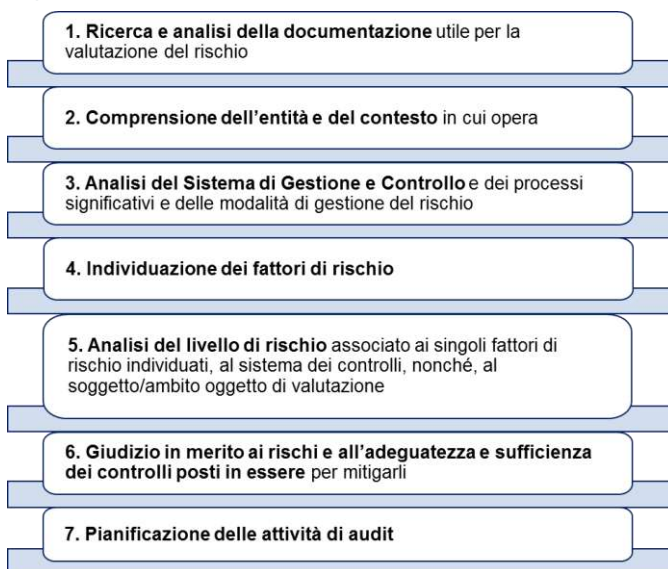 1. Ricerca e analisi della documentazione utile per la
valutazione del rischio
2. Comprensione dell'entità e del contesto in cui opera
3. Analisi del Sistema di Gestione e Controllo e dei processi
significativi e delle modalità di gestione del rischio
4. Individuazione dei fattori di rischio
5. Analisi del livello di rischio associato ai singoli fattori di
rischio individuati, al sistema dei controlli, nonché, al
soggetto/ambito oggetto di valutazione
6. Giudizio in merito ai rischi e all'adeguatezza e sufficienza
dei controlli posti in essere per mitigarli
7. Pianificazione delle attività di audit